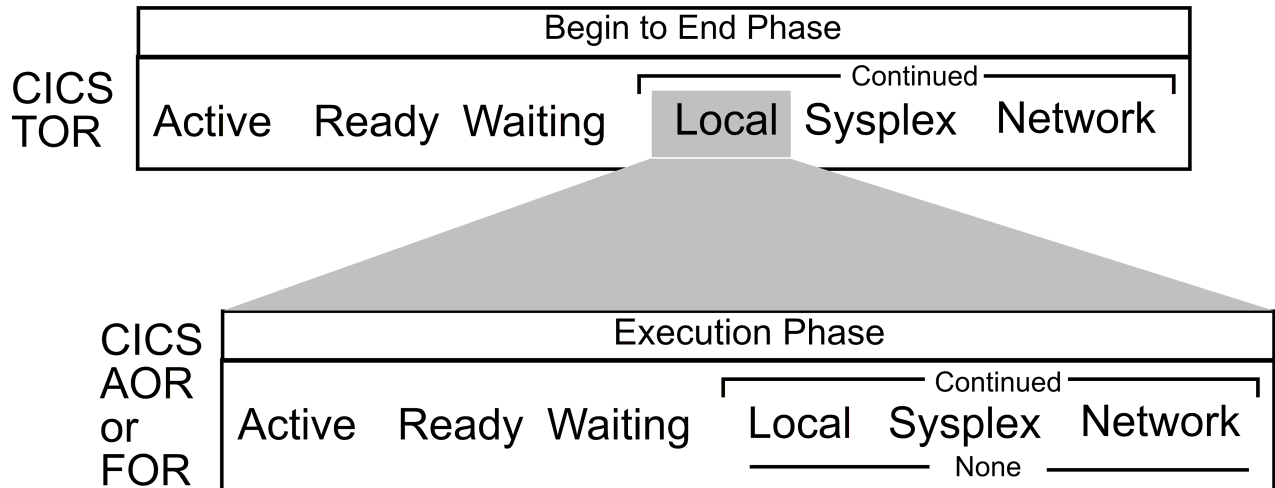 Begin to End Phase
CICS
TOR
Continued
Active Ready Waiting Local Sysplex Network
Execution Phase
CICS
AOR
or
FOR
Continued
Active Ready Waiting Local Sysplex Network
None